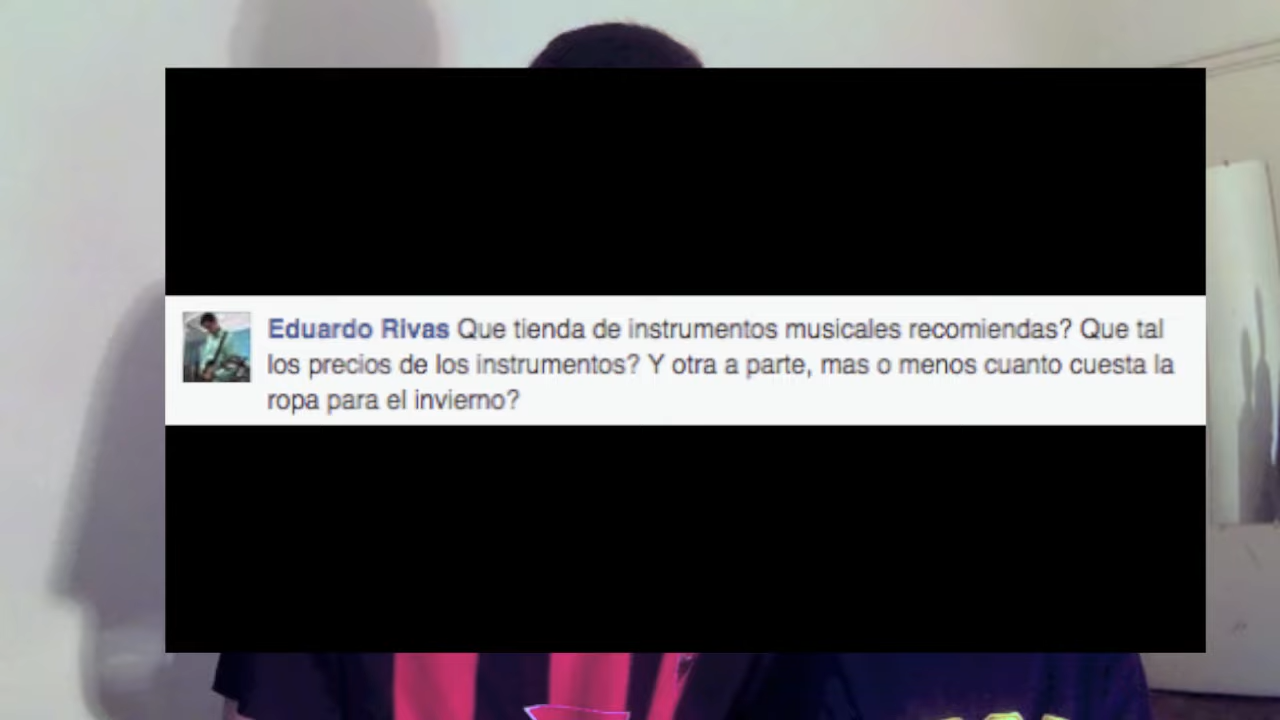 Eduardo Rivas Que tienda de instrumentos musicales recomiendas? Que tal
los precios de los instrumentos? Y otra a parte, mas o menos cuanto cuesta la
ropa para el invierno?